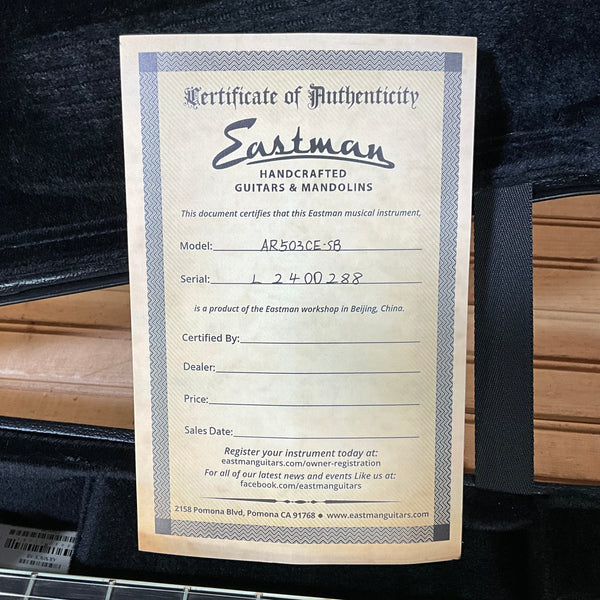 Certificate of Authenticity
Eastman
HANDCRAFTED
GUITARS & MANDOLINS
This document certifies that this Eastman musical instrument,
Model: AR503CE-SB
Serial: L2400288
is a product of the Eastman workshop in Beijing, China.
Certified By:
Dealer:
Price:
Sales Date:
Register your instrument today at:
eastmanguitars.com/owner-registration
For all of our latest news and events Like us at:
facebook.com/eastmanguitars
2158 Pomona Blvd, Pomona CA 91768 ● www.eastmanguitars.com